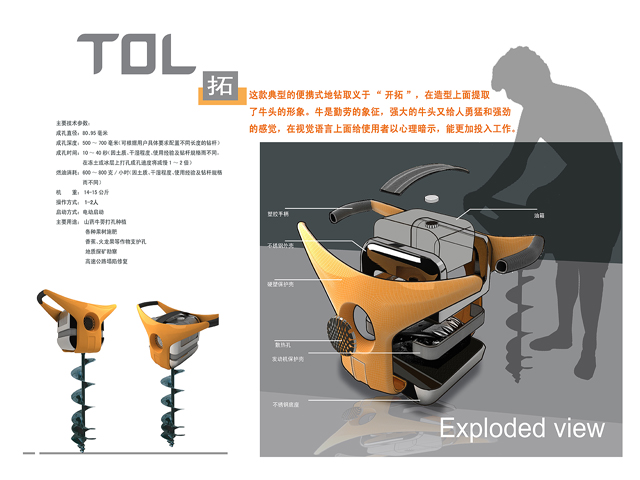 TOL
拓
这款典型的便携式地钻取义于 “ 开拓 ”，在造型上面提取
了牛头的形象。牛是勤劳的象征，强大的牛头又给人勇猛和强劲
的感觉，在视觉语言上面给使用者以心理暗示，能更加投入工作。
主要技术参数：
成孔直径：80.95 毫米
成孔深度：500 ～ 700 毫米(可根据用户具体要求配置不同长度的钻杆)
成孔时间：10 ～ 40 秒( 因土质、干湿程度、使用经验及钻杆规格而不同，
在冻土或冰层上打孔成孔速度将减慢 1 ～ 2 倍 )
燃油消耗：600 ～ 800 克 / 小时( 因土质、干湿程度、使用经验及钻杆规格
而不同)
机 重：14-15 公斤
操作方式： 1-2人
启动方式：电动启动
主要用途： 山药牛蒡打孔种植
各种果树施肥
香蕉、火龙果等作物支护孔
地质探矿勘察
高速公路塌陷修复
塑胶手柄
油箱
不锈钢外壳
硬塑保护壳
散热孔
发动机保护壳
不锈钢底座
Exploded view